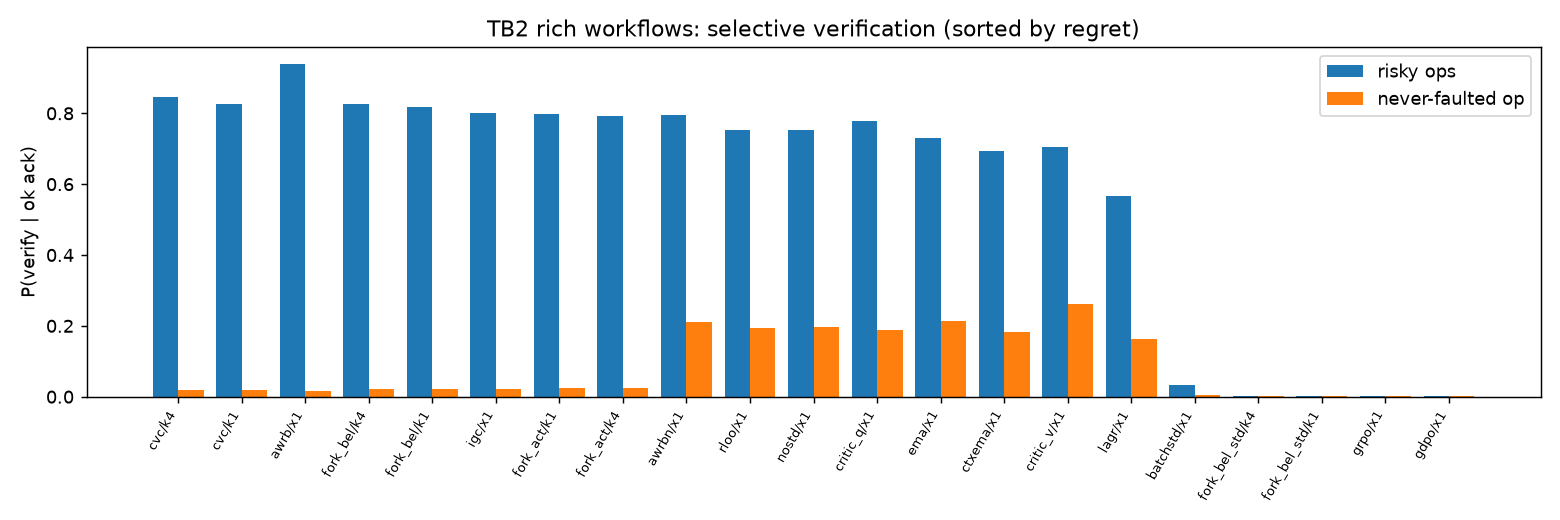 TB2 rich workflows: selective verification (sorted by regret)
P(verify | ok ack)
0.8
0.6
0.4
0.2
0.0
risky ops
never-faulted op
cvc/k4
cvc/k1
awrb/x1
fork_bel/k4
fork_bel/k1
igc/x1
fork_act/k1
fork_act/k4
awrbn/x1
rloo/x1
nostd/x1
critic_q/x1
ema/x1
ctxema/x1
critic_v/x1
lagr/x1
batchstd/x1
fork_bel_std/k4
fork_bel_std/k1
grpo/x1
gdpo/x1